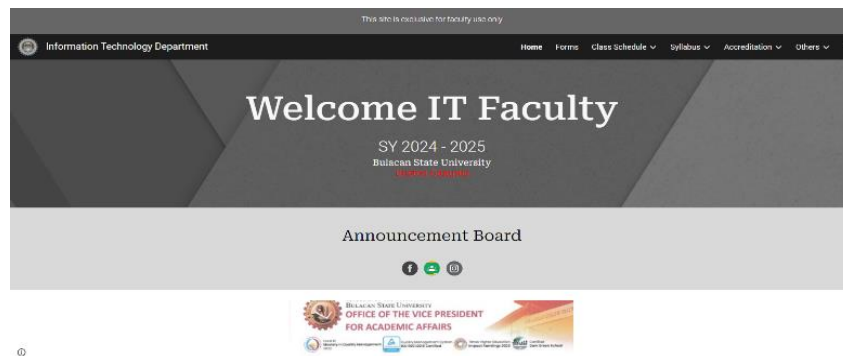 This site is exclusive for faculty use only
Information Technology Department
Home Forms Class Schedule Syllabus Accreditation Others
Welcome IT Faculty
SY 2024 - 2025
Bulacan State University
Announcement Board
BULACAN STATE UNIVERSITY
OFFICE OF THE VICE PRESIDENT
FOR ACADEMIC AFFAIRS